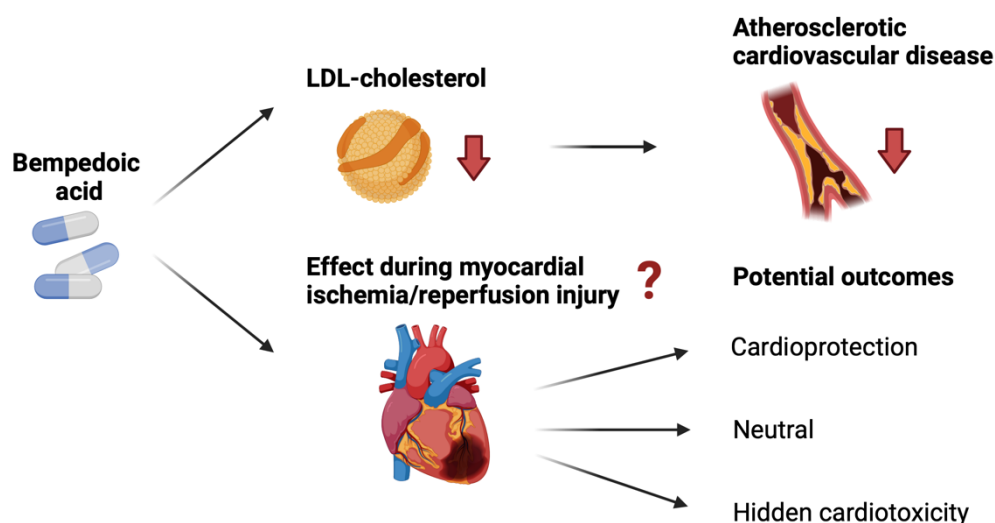 Bempedoic
acid
LDL-cholesterol
Atherosclerotic
cardiovascular disease
Effect during myocardial
ischemia/reperfusion injury ?
Potential outcomes
Cardioprotection
Neutral
Hidden cardiotoxicity